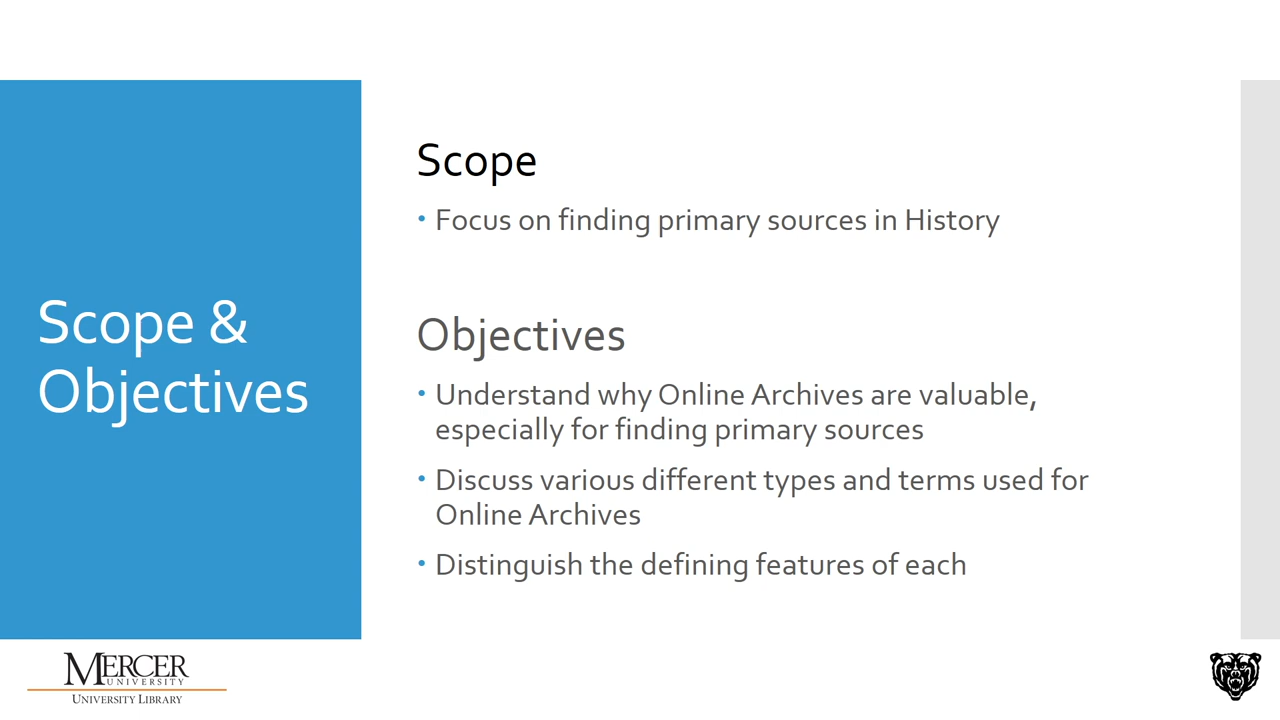 Scope &
Objectives
Scope
• Focus on finding primary sources in History
Objectives
• Understand why Online Archives are valuable,
especially for finding primary sources
• Discuss various different types and terms used for
Online Archives
• Distinguish the defining features of each
MERCER
UNIVERSITY
UNIVERSITY LIBRARY